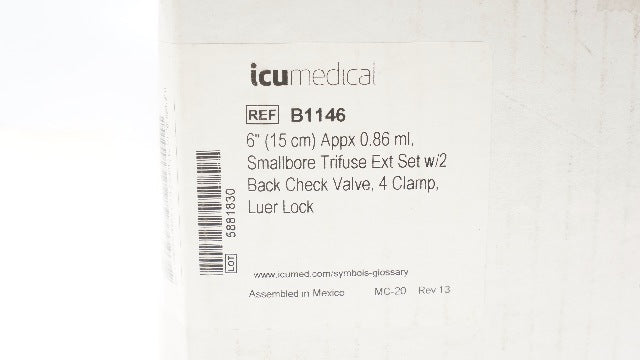 icumedical
REF B1146
6" (15 cm) Appx 0.86 ml,
Smallbore Trifuse Ext Set w/2
Back Check Valve, 4 Clamp,
Luer Lock
LOT 5881830
www.icumed.com/symbols-glossary
Assembled in Mexico MC-20 Rev 13